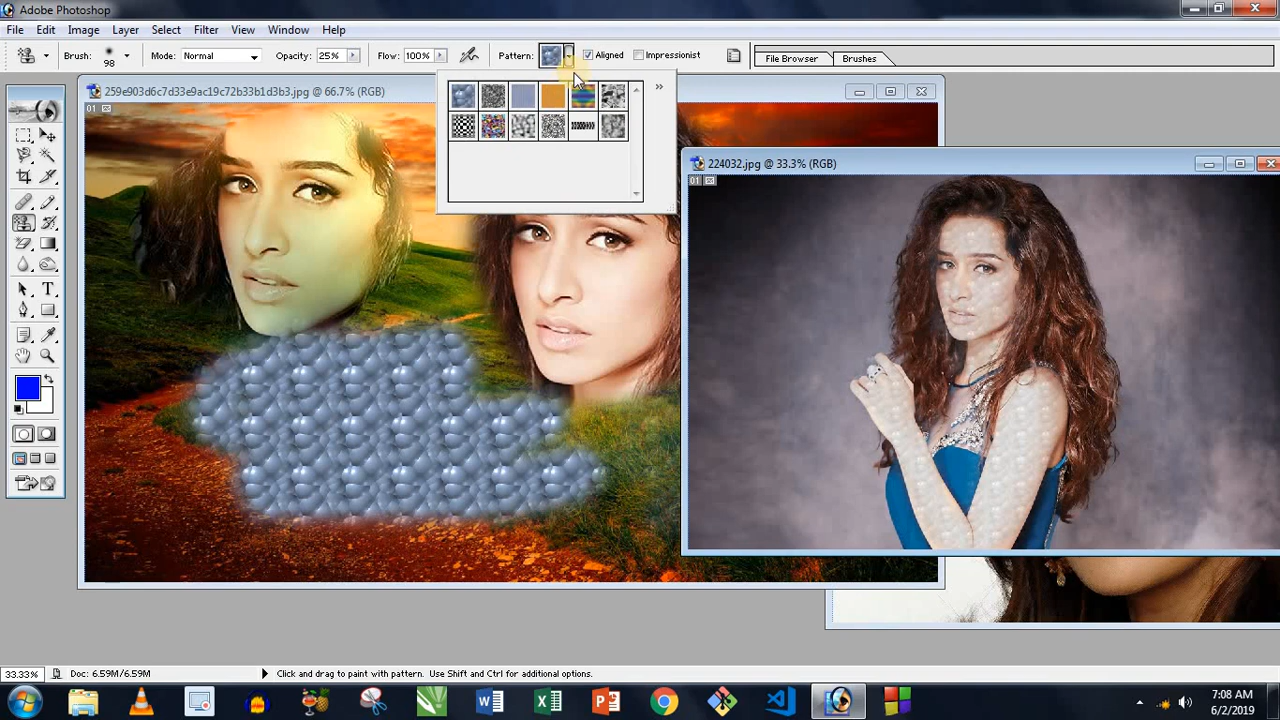 Adobe Photoshop
File Edit Image Layer Select Filter View Window Help
Brush: 98 Mode: Normal Opacity: 25% Flow: 100% Pattern: Aligned Impressionist File Browser Brushes
259e903d6c7d33e9ac19c72b33b1d3b3.jpg @ 66.7% (RGB)
01
224032.jpg @ 33.3% (RGB)
01
33.33% Doc: 6.59M/6.59M Click and drag to paint with pattern. Use Shift and Ctrl for additional options.
7:08 AM
6/2/2019